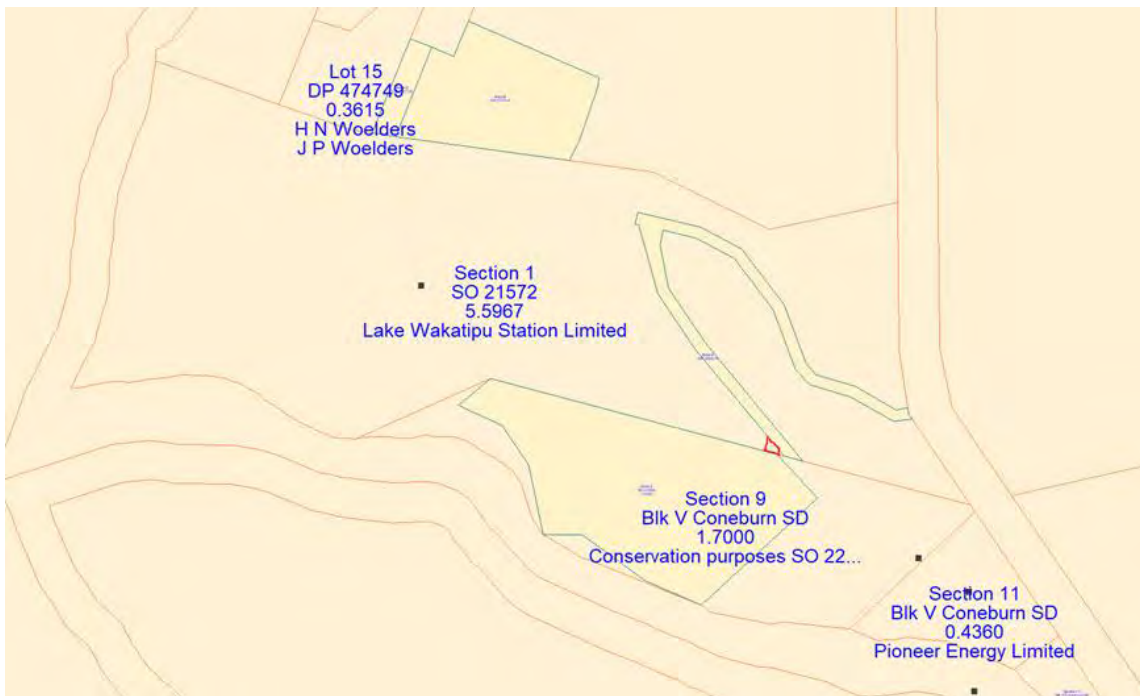 Lot 15
DP 474749
0.3615
H N Woelders
J P Woelders
Section 1
SO 21572
5.5967
Lake Wakatipu Station Limited
Section 9
Blk V Coneburn SD
1.7000
Conservation purposes SO 22...
Section 11
Blk V Coneburn SD
0.4360
Pioneer Energy Limited